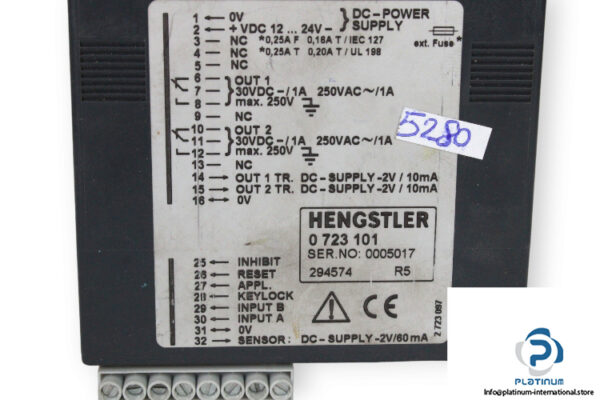 1 0V
2 + VDC 12 ... 24V – DC-POWER SUPPLY
3 NC *0,25A F 0,16A T / IEC 127
4 NC *0,25A T 0,20A T / UL 198
ext. Fuse*
5 NC
6 OUT 1
7 30VDC⎓/1A 250VAC~/1A
8 max. 250V
9 NC
10 OUT 2
11 30VDC⎓/1A 250VAC~/1A
12 max. 250V
13 NC
14 → OUT 1 TR. DC-SUPPLY -2V / 10mA
15 → OUT 2 TR. DC-SUPPLY -2V / 10mA
16 ← 0V
5280
HENGSTLER
0 723 101
SER.NO: 0005017
294574 R5
CE
2 723 097
25 ← INHIBIT
26 ← RESET
27 ← APPL.
28 ← KEYLOCK
29 ← INPUT B
30 ← INPUT A
31 ← 0V
32 ← SENSOR: DC-SUPPLY -2V/60mA
PLATINUM
Info@platinum-international.store